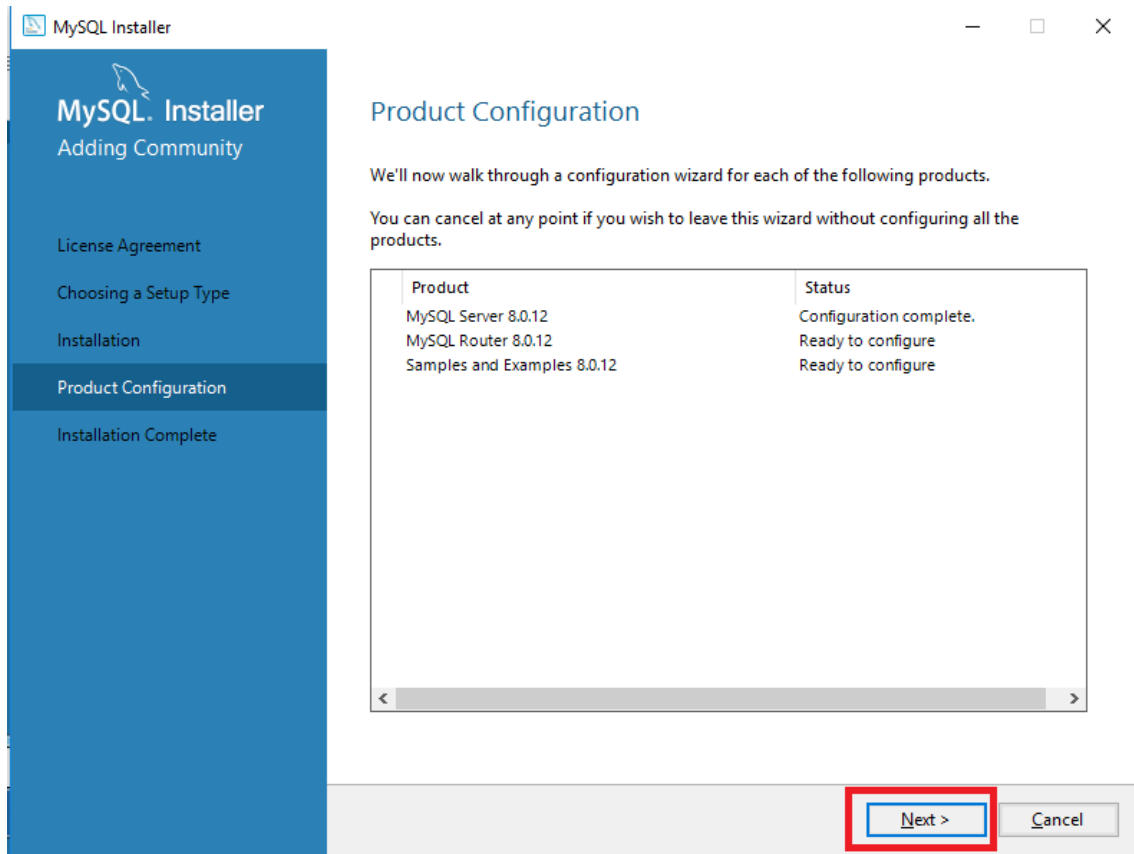 MySQL Installer
MySQL. Installer
Adding Community
License Agreement
Choosing a Setup Type
Installation
Product Configuration
Installation Complete
Product Configuration
We'll now walk through a configuration wizard for each of the following products.
You can cancel at any point if you wish to leave this wizard without configuring all the
products.
Product Status
MySQL Server 8.0.12 Configuration complete.
MySQL Router 8.0.12 Ready to configure
Samples and Examples 8.0.12 Ready to configure
Next > Cancel